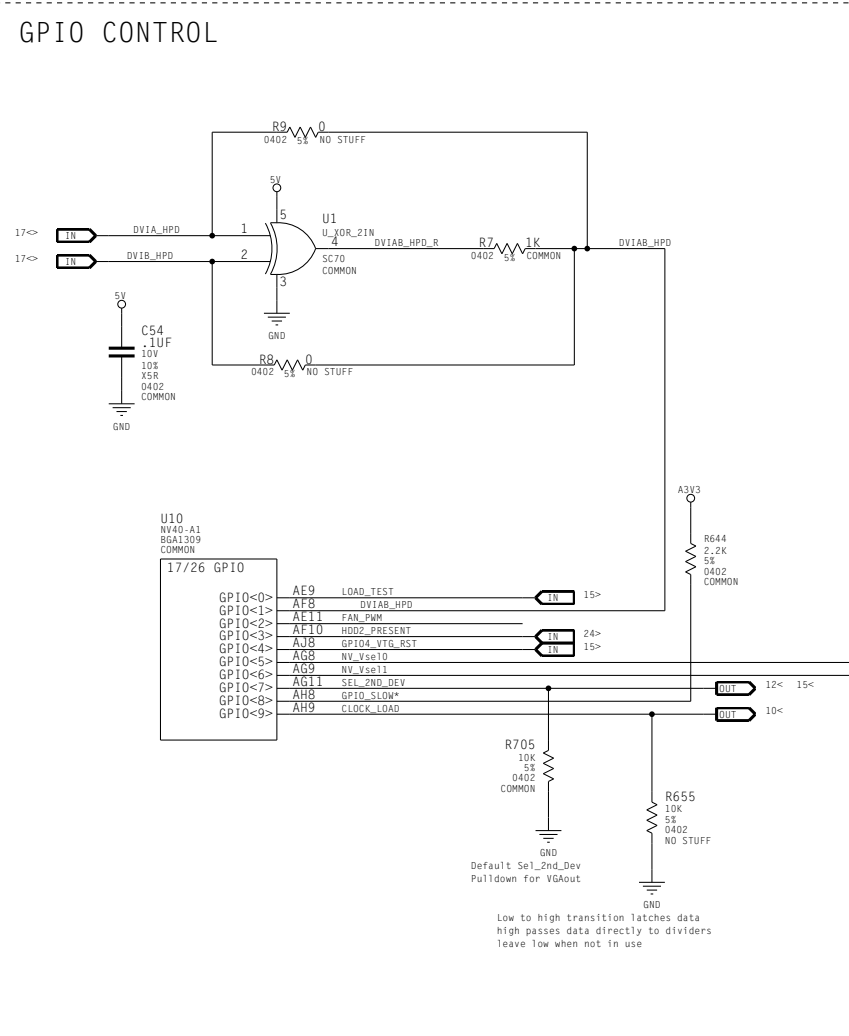 GPIO CONTROL
R9 0
0402 5% NO STUFF
5V
5
U1
U_XOR_2IN
17<> IN DVIA_HPD 1
4 DVIAB_HPD_R R7 1K DVIAB_HPD
0402 5% COMMON
17<> IN DVIB_HPD 2
SC70
COMMON
3
GND
5V
C54
.1UF
10V
10%
X5R
0402
COMMON
GND
R8 0
0402 5% NO STUFF
A3V3
R644
2.2K
5%
0402
COMMON
U10
NV40-A1
BGA1309
COMMON
17/26 GPIO
GPIO<0> AE9 LOAD_TEST IN 15>
GPIO<1> AF8 DVIAB_HPD
GPIO<2> AE11 FAN_PWM
GPIO<3> AF10 HDD2_PRESENT IN 24>
GPIO<4> AJ8 GPIO4_VTG_RST IN 15>
GPIO<5> AG8 NV_Vsel0
GPIO<6> AG9 NV_Vsel1
GPIO<7> AG11 SEL_2ND_DEV OUT 12< 15<
GPIO<8> AH8 GPIO_SLOW*
GPIO<9> AH9 CLOCK_LOAD OUT 10<
R705
10K
5%
0402
COMMON
GND
Default Sel_2nd_Dev
Pulldown for VGAout
R655
10K
5%
0402
NO STUFF
GND
Low to high transition latches data
high passes data directly to dividers
leave low when not in use